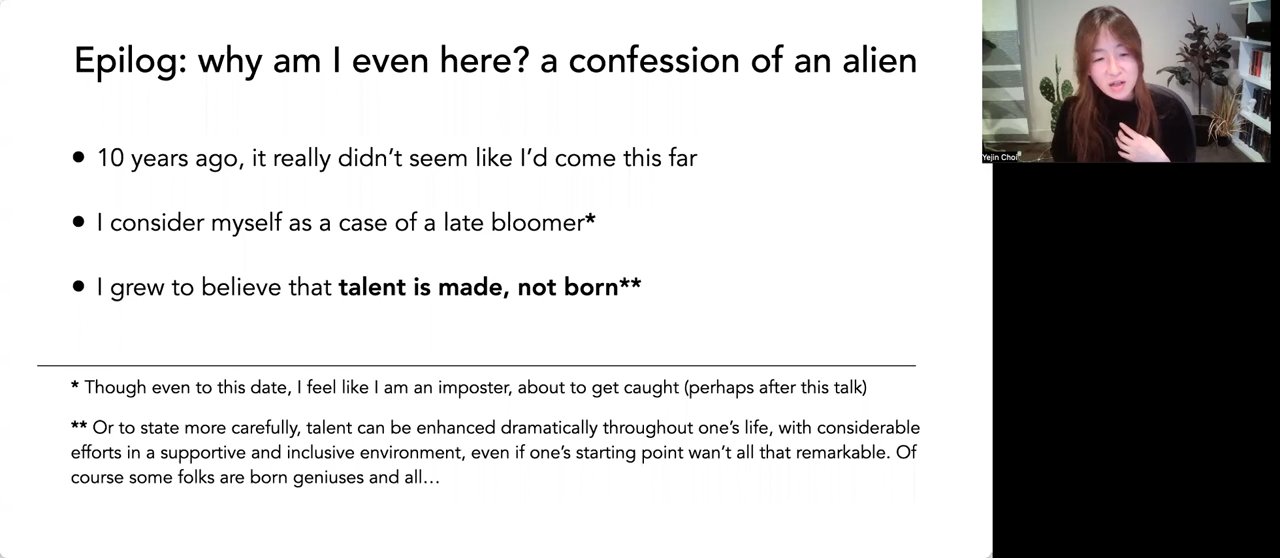 Epilog: why am I even here? a confession of an alien
● 10 years ago, it really didn't seem like I'd come this far
● I consider myself as a case of a late bloomer*
● I grew to believe that talent is made, not born**
* Though even to this date, I feel like I am an imposter, about to get caught (perhaps after this talk)
** Or to state more carefully, talent can be enhanced dramatically throughout one's life, with considerable
efforts in a supportive and inclusive environment, even if one's starting point wan't all that remarkable. Of
course some folks are born geniuses and all…
Yejin Choi